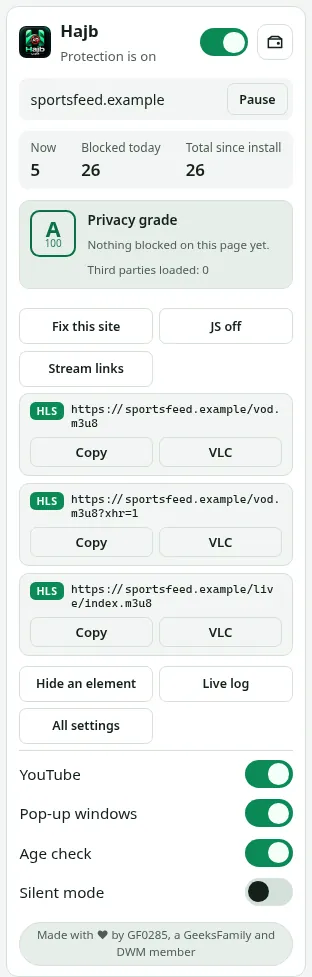 Hajb
Protection is on
sportsfeed.example
Pause
Now
Blocked today
Total since install
5
26
26
A
100
Privacy grade
Nothing blocked on this page yet.
Third parties loaded: 0
Fix this site
JS off
Stream links
HLS
https://sportsfeed.example/vod.
m3u8
Copy
VLC
HLS
https://sportsfeed.example/vod.
m3u8?xhr=1
Copy
VLC
HLS
https://sportsfeed.example/liv
e/index.m3u8
Copy
VLC
Hide an element
Live log
All settings
YouTube
Pop-up windows
Age check
Silent mode
Made with ❤ by GF0285, a GeeksFamily and
DWM member